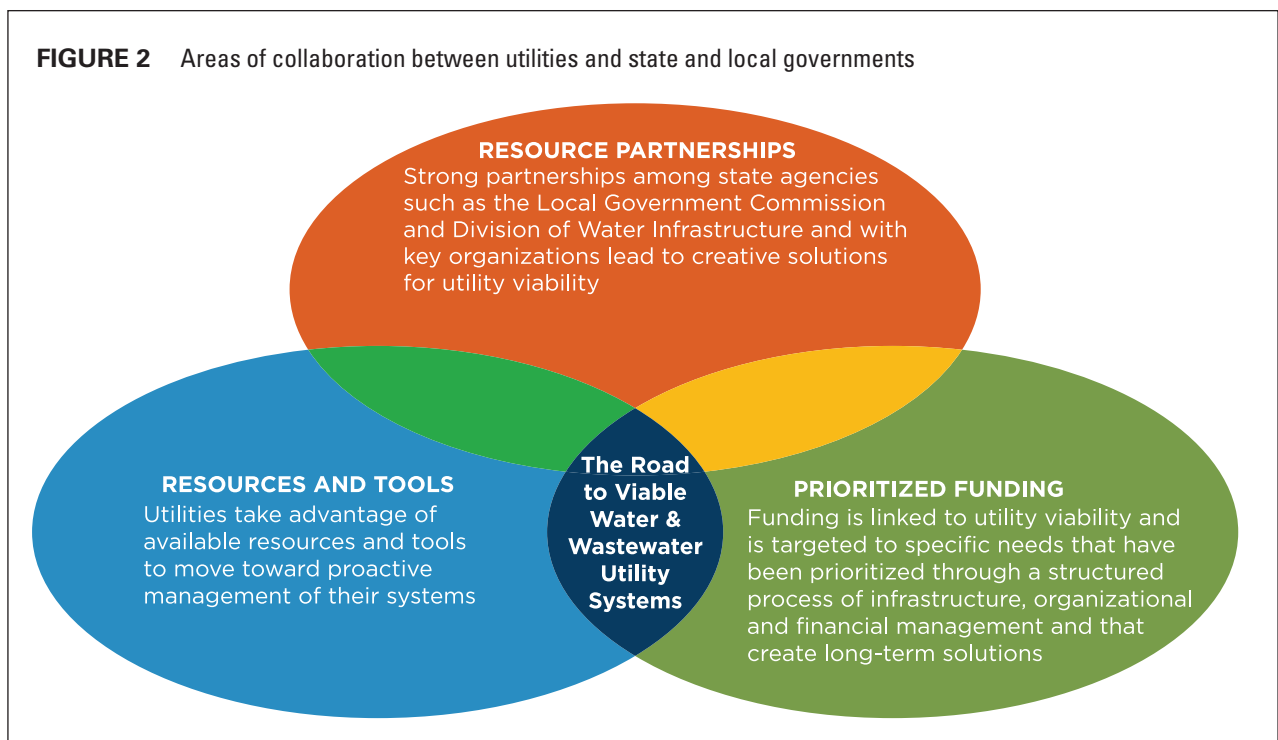 FIGURE 2 Areas of collaboration between utilities and state and local governments
RESOURCE PARTNERSHIPS
Strong partnerships among state agencies
such as the Local Government Commission
and Division of Water Infrastructure and with
key organizations lead to creative solutions
for utility viability
RESOURCES AND TOOLS
Utilities take advantage of
available resources and tools
to move toward proactive
management of their systems
The Road
to Viable
Water &
Wastewater
Utility
Systems
PRIORITIZED FUNDING
Funding is linked to utility viability and
is targeted to specific needs that have
been prioritized through a structured
process of infrastructure, organizational
and financial management and that
create long-term solutions